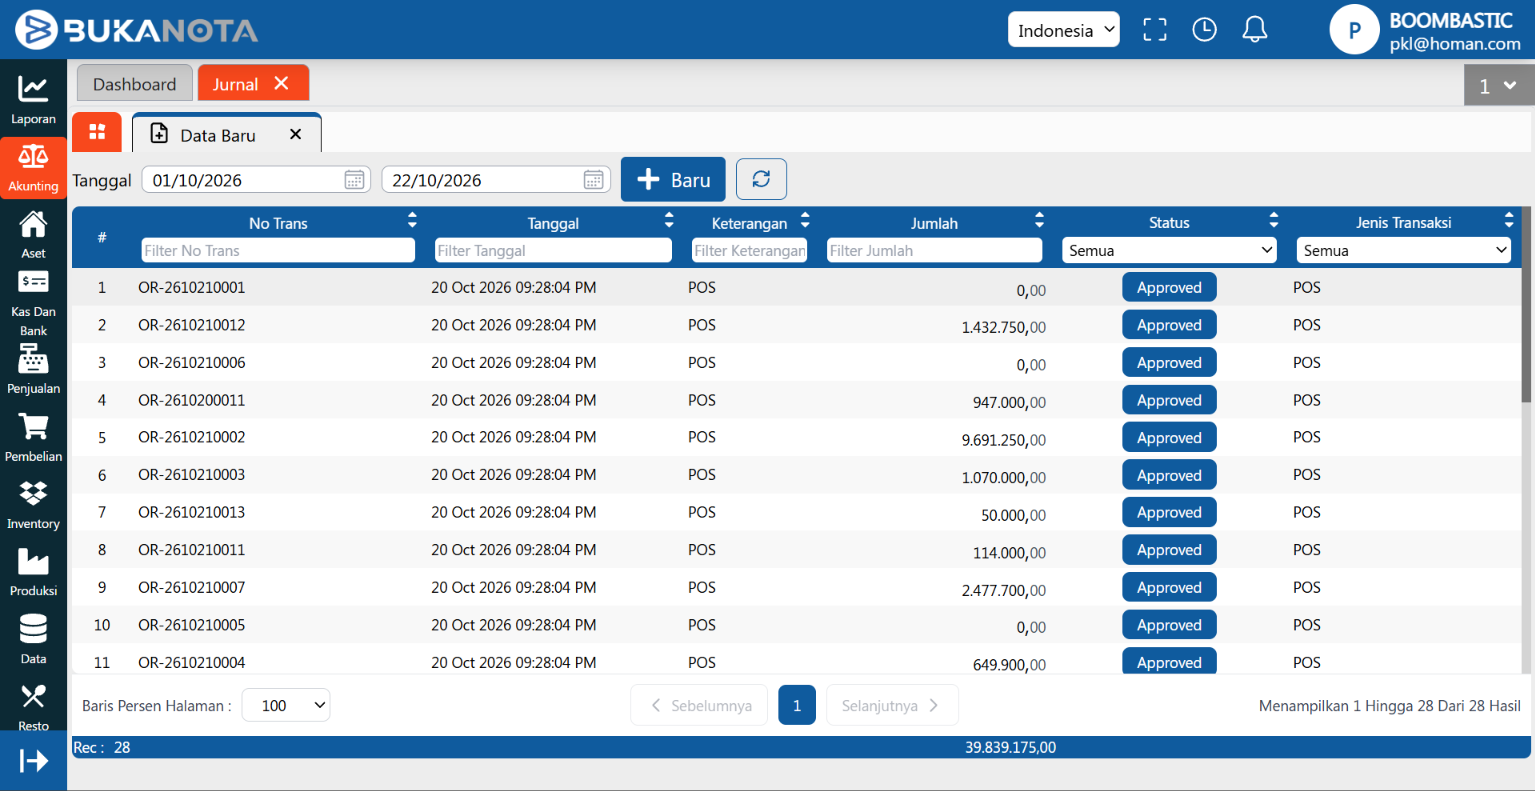 BUKANOTA
Indonesia
P
BOOMBASTIC
pkl@homan.com
Dashboard
Jurnal
1
Data Baru
Tanggal 01/10/2026 22/10/2026 Baru
Laporan
Akunting
Aset
Kas Dan
Bank
Penjualan
Pembelian
Inventory
Produksi
Data
Resto
# No Trans Tanggal Keterangan Jumlah Status Jenis Transaksi
Filter No Trans Filter Tanggal Filter Keterangan Filter Jumlah Semua Semua
1 OR-2610210001 20 Oct 2026 09:28:04 PM POS 0,00 Approved POS
2 OR-2610210012 20 Oct 2026 09:28:04 PM POS 1.432.750,00 Approved POS
3 OR-2610210006 20 Oct 2026 09:28:04 PM POS 0,00 Approved POS
4 OR-2610200011 20 Oct 2026 09:28:04 PM POS 947.000,00 Approved POS
5 OR-2610210002 20 Oct 2026 09:28:04 PM POS 9.691.250,00 Approved POS
6 OR-2610210003 20 Oct 2026 09:28:04 PM POS 1.070.000,00 Approved POS
7 OR-2610210013 20 Oct 2026 09:28:04 PM POS 50.000,00 Approved POS
8 OR-2610210011 20 Oct 2026 09:28:04 PM POS 114.000,00 Approved POS
9 OR-2610210007 20 Oct 2026 09:28:04 PM POS 2.477.700,00 Approved POS
10 OR-2610210005 20 Oct 2026 09:28:04 PM POS 0,00 Approved POS
11 OR-2610210004 20 Oct 2026 09:28:04 PM POS 649.900,00 Approved POS
Baris Persen Halaman : 100 Sebelumnya 1 Selanjutnya Menampilkan 1 Hingga 28 Dari 28 Hasil
Rec : 28 39.839.175,00